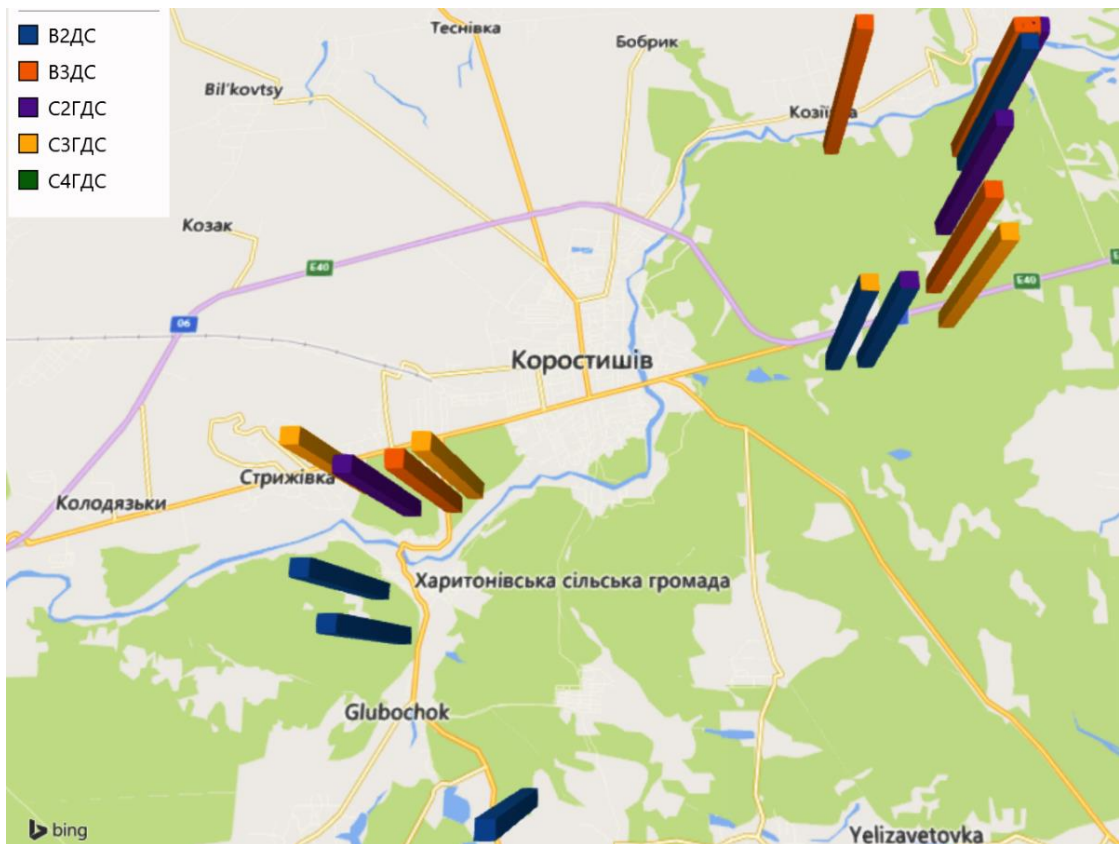 В2ДС
В3ДС
С2ГДС
С3ГДС
С4ГДС
Теснівка
Бобрик
Bil'kovtsy
Козак
E40
06
E40
Коростишів
Стрижівка
Колодязьки
Харитонівська сільська громада
Glubochok
Yelizavetovka
bing